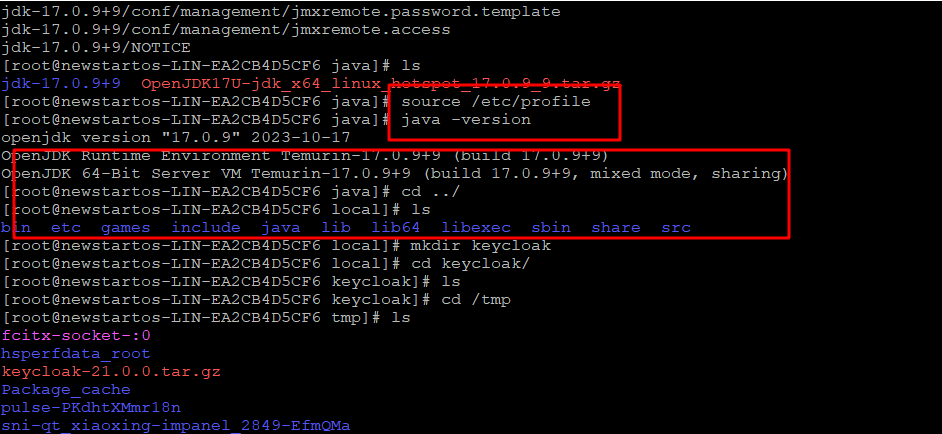 jdk-17.0.9+9/conf/management/jmxremote.password.template
jdk-17.0.9+9/conf/management/jmxremote.access
jdk-17.0.9+9/NOTICE
[root@newstartos-LIN-EA2CB4D5CF6 java]# ls
jdk-17.0.9+9  OpenJDK17U-jdk_x64_linux_hotspot_17.0.9_9.tar.gz
[root@newstartos-LIN-EA2CB4D5CF6 java]# source /etc/profile
[root@newstartos-LIN-EA2CB4D5CF6 java]# java -version
openjdk version "17.0.9" 2023-10-17
OpenJDK Runtime Environment Temurin-17.0.9+9 (build 17.0.9+9)
OpenJDK 64-Bit Server VM Temurin-17.0.9+9 (build 17.0.9+9, mixed mode, sharing)
[root@newstartos-LIN-EA2CB4D5CF6 java]# cd ../
[root@newstartos-LIN-EA2CB4D5CF6 local]# ls
bin  etc  games  include  java  lib  lib64  libexec  sbin  share  src
[root@newstartos-LIN-EA2CB4D5CF6 local]# mkdir keycloak
[root@newstartos-LIN-EA2CB4D5CF6 local]# cd keycloak/
[root@newstartos-LIN-EA2CB4D5CF6 keycloak]# ls
[root@newstartos-LIN-EA2CB4D5CF6 keycloak]# cd /tmp
[root@newstartos-LIN-EA2CB4D5CF6 tmp]# ls
fcitx-socket-:0
hsperfdata_root
keycloak-21.0.0.tar.gz
Package_cache
pulse-PKdhtXMmr18n
sni-qt_xiaoxing-impanel_2849-EfmQMa